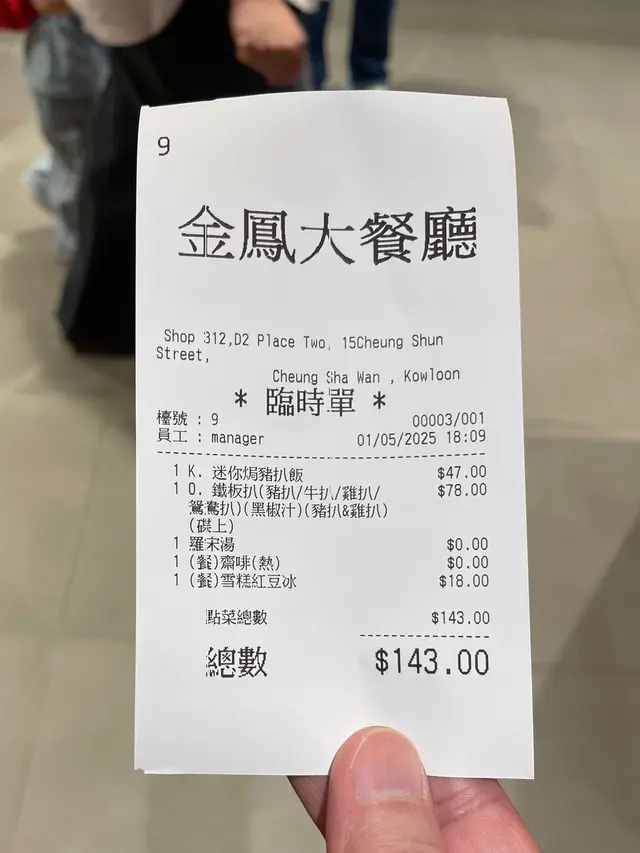 9
金鳳大餐廳
Shop 312,D2 Place Two, 15Cheung Shun
Street,
Cheung Sha Wan , Kowloon
* 臨時單 *
檯號 : 9 00003/001
員工 : manager 01/05/2025 18:09
1 K. 迷你焗豬扒飯 $47.00
1 O. 鐵板扒(豬扒/牛扒/雞扒/ $78.00
鴛鴦扒)(黑椒汁)(豬扒&雞扒)
(碟上)
1 羅宋湯 $0.00
1 (餐)齋啡(熱) $0.00
1 (餐)雪糕紅豆冰 $18.00
點菜總數 $143.00
總數 $143.00